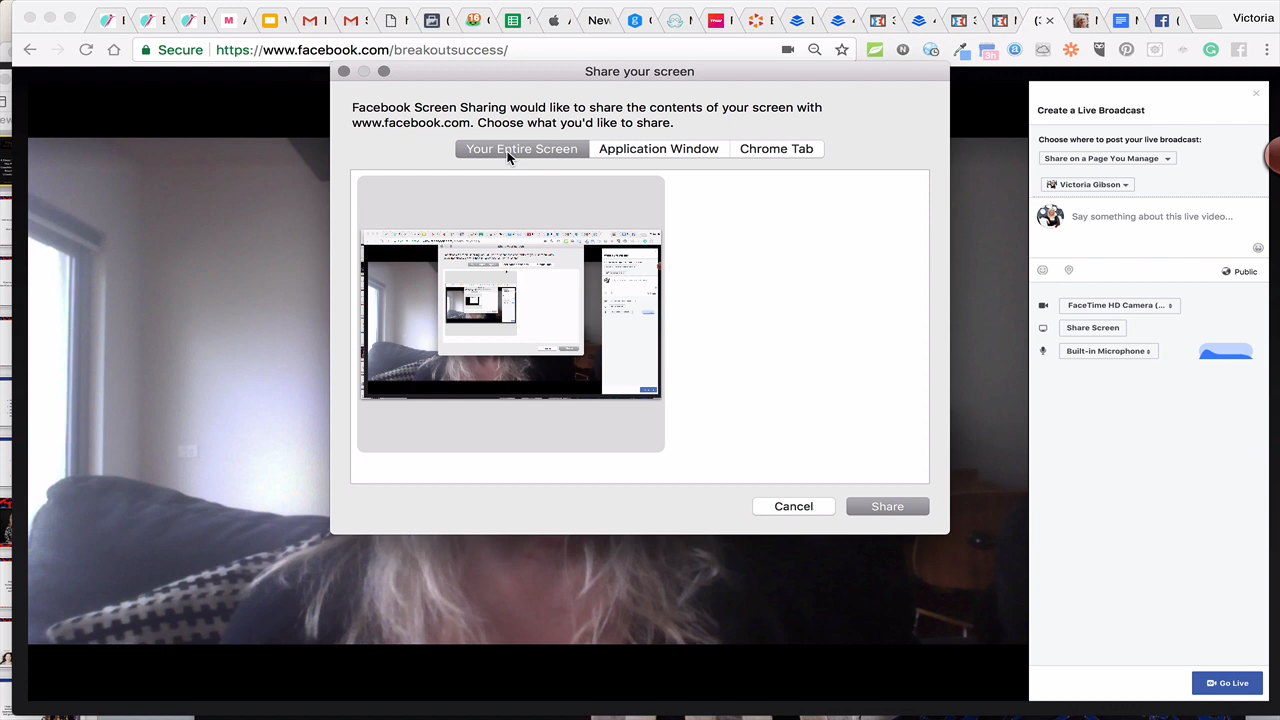 New
Victoria
Secure
https://www.facebook.com/breakoutsuccess/
Share your screen
Facebook Screen Sharing would like to share the contents of your screen with
www.facebook.com. Choose what you'd like to share.
Your Entire Screen
Application Window
Chrome Tab
Cancel
Share
Create a Live Broadcast
Choose where to post your live broadcast:
Share on a Page You Manage
Victoria Gibson
Say something about this live video...
Public
FaceTime HD Camera (...
Share Screen
Built-in Microphone
Go Live